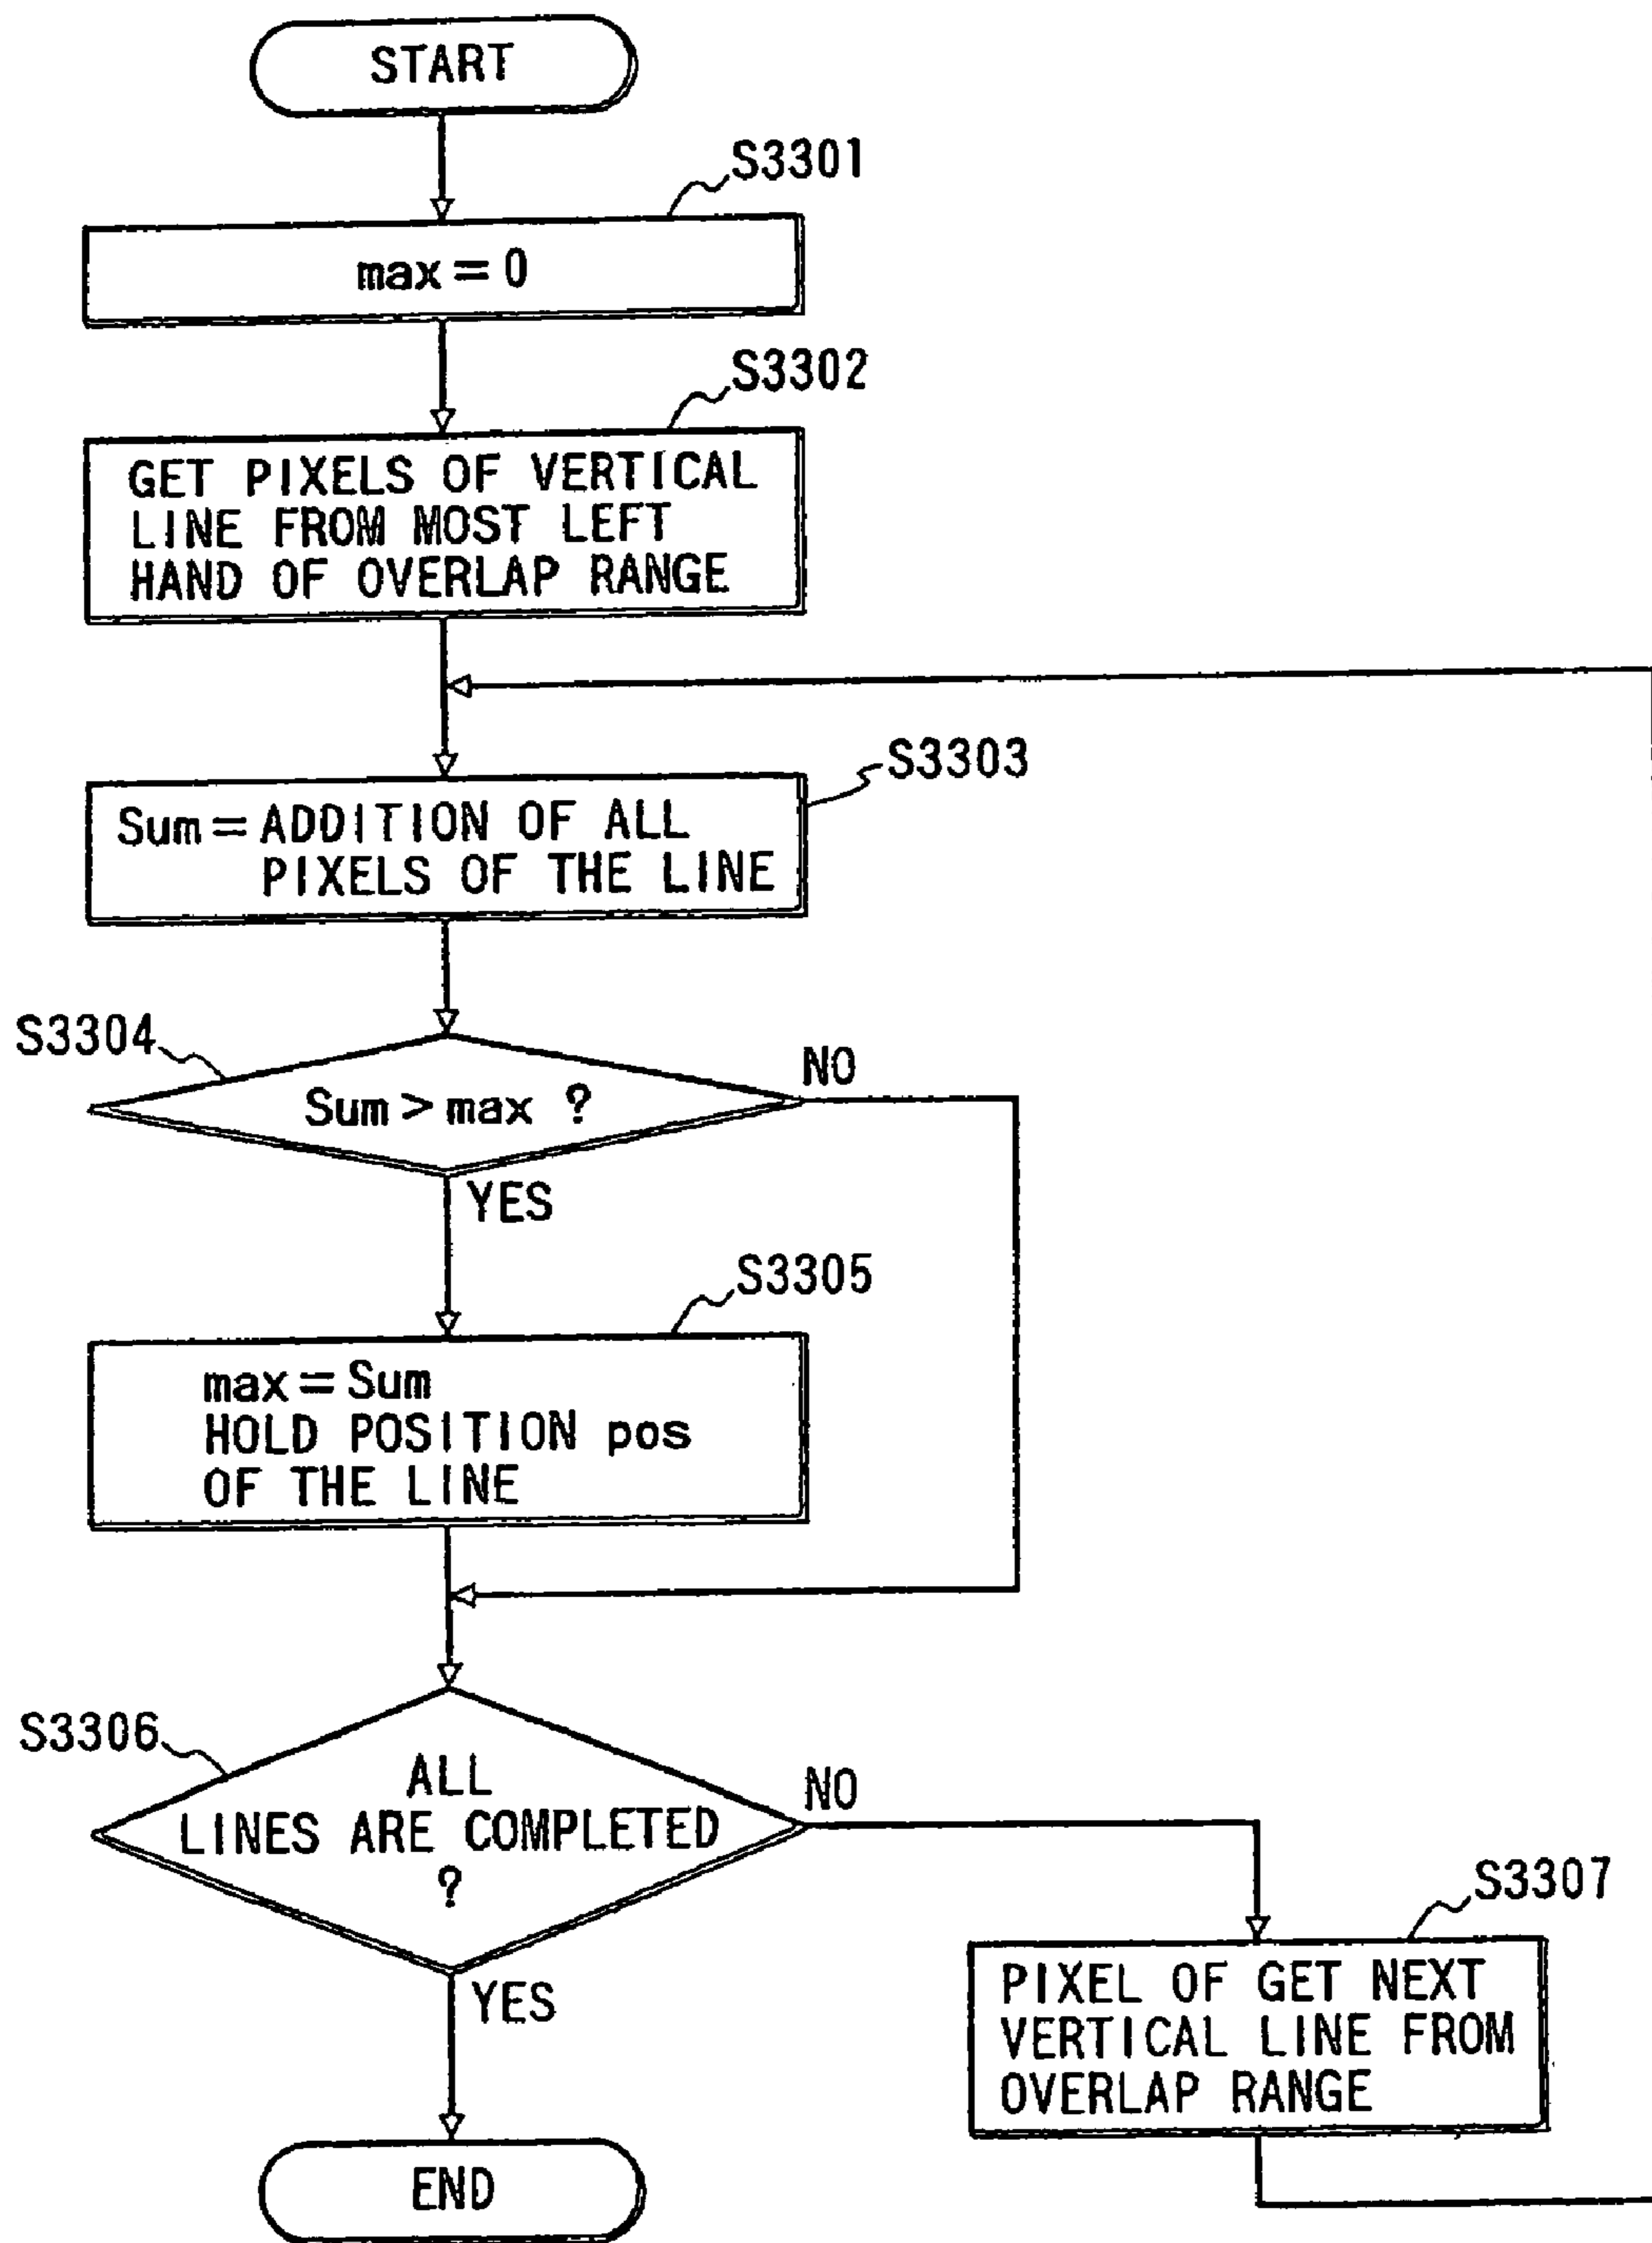 START
S3301
max = 0
S3302
GET PIXELS OF VERTICAL
LINE FROM MOST LEFT
HAND OF OVERLAP RANGE
S3303
Sum = ADDITION OF ALL
PIXELS OF THE LINE
S3304
Sum > max ?
NO
YES
S3305
max = Sum
HOLD POSITION pos
OF THE LINE
S3306
ALL
LINES ARE COMPLETED
?
NO
YES
S3307
PIXEL OF GET NEXT
VERTICAL LINE FROM
OVERLAP RANGE
END